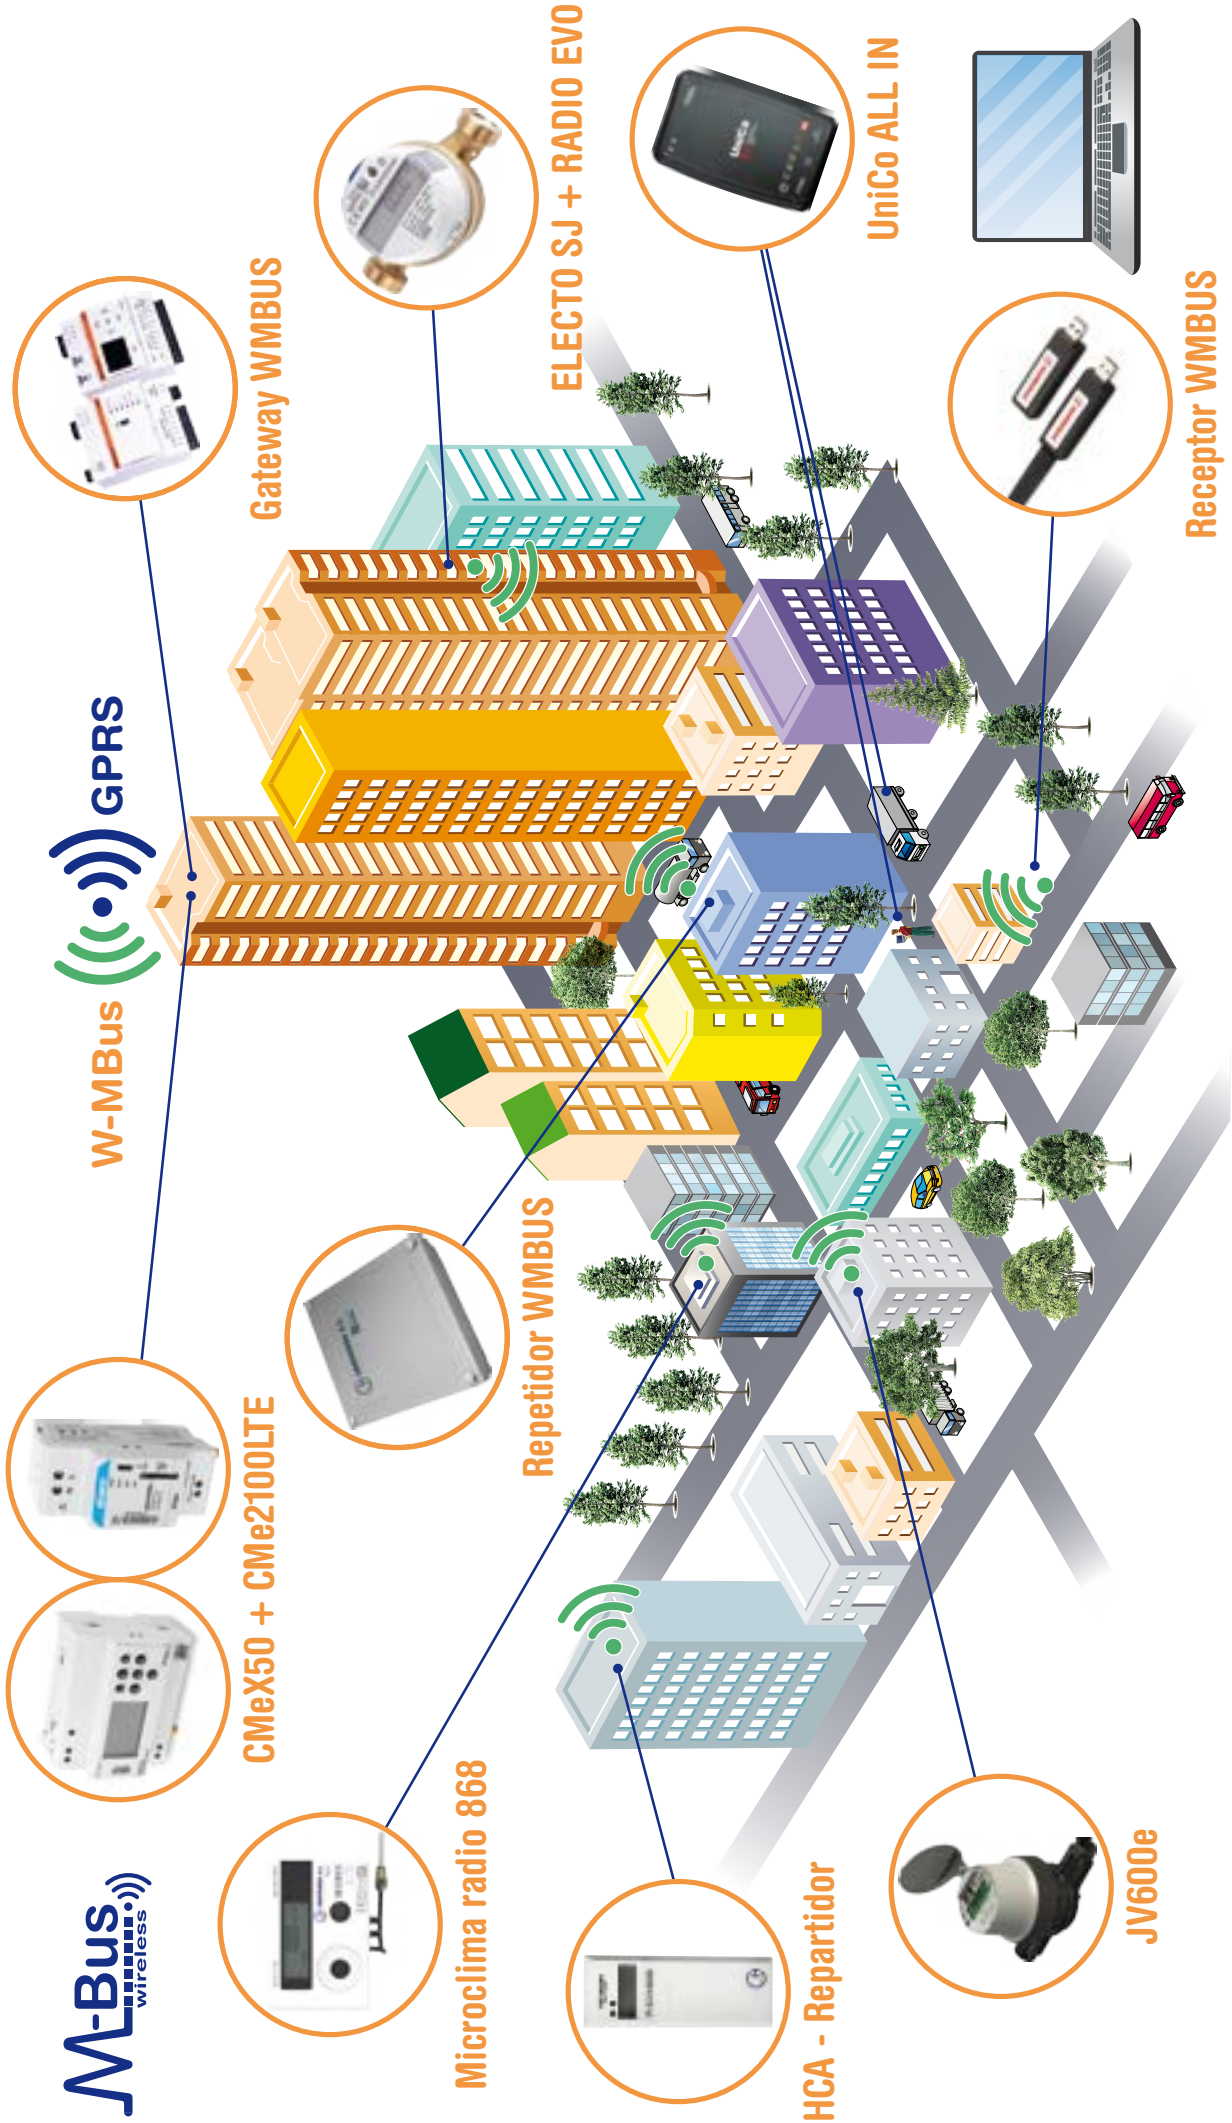 M-Bus
wireless
W-MBus
GPRS
CMeX50 + CMe2100LTE
Gateway WMBUS
Microclima radio 868
Repetidor WMBUS
ELECTO SJ + RADIO EVO
HCA - Repartidor
UniCo ALL IN
UniCo
JV600e
Receptor WMBUS